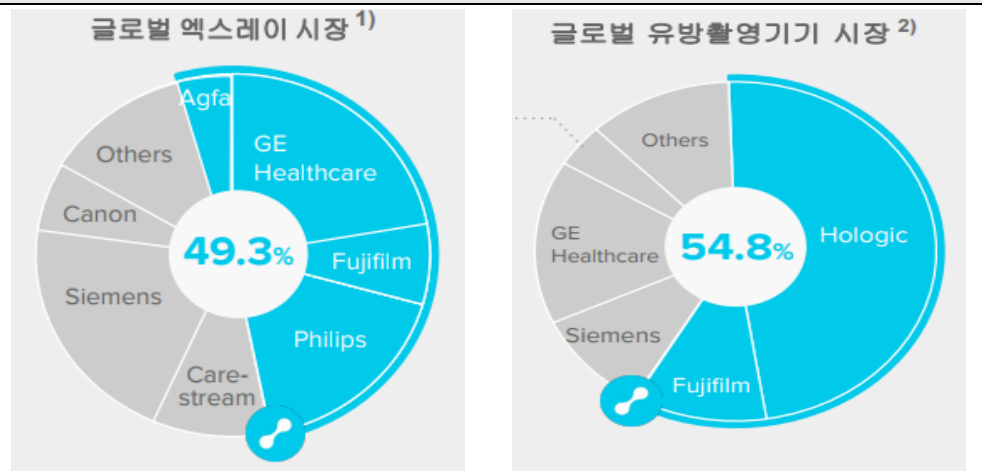 글로벌 엑스레이 시장 1)
Agfa
GE
Healthcare
Others
Canon
49.3%
Fujifilm
Siemens
Philips
Care-
stream
글로벌 유방촬영기기 시장 2)
Others
GE
Healthcare
54.8%
Hologic
Siemens
Fujifilm